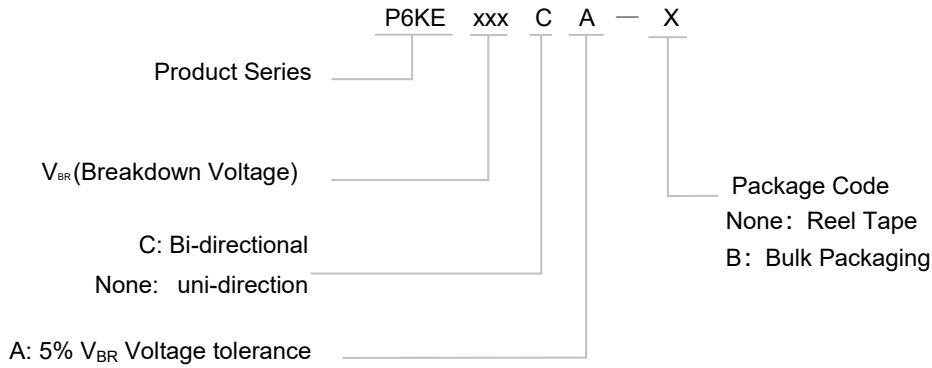 P6KE xxx C A — X
Product Series
VBR(Breakdown Voltage)
C: Bi-directional
None: uni-direction
A: 5% VBR Voltage tolerance
Package Code
None：Reel Tape
B：Bulk Packaging